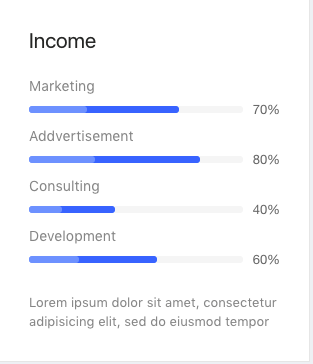 Income
Marketing
70%
Addvertisement
80%
Consulting
40%
Development
60%
Lorem ipsum dolor sit amet, consectetur
adipisicing elit, sed do eiusmod tempor